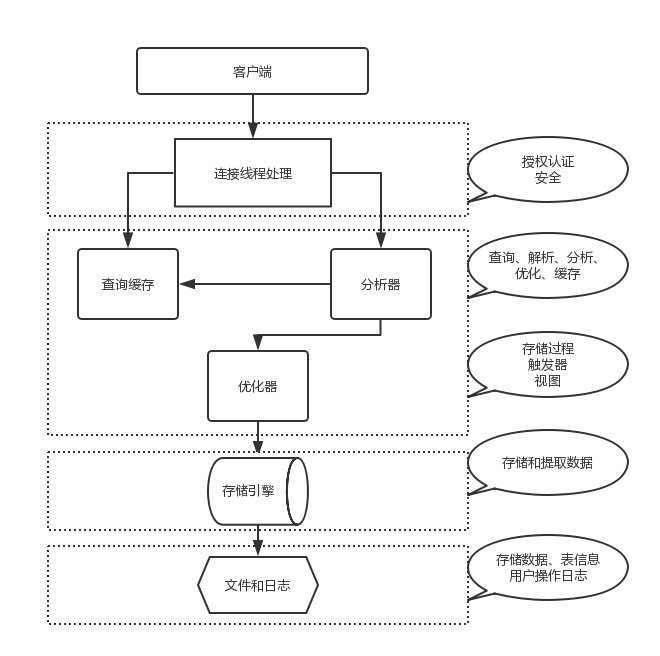 客户端
连接线程处理
授权认证
安全
查询缓存
分析器
查询、解析、分析、
优化、缓存
优化器
存储过程
触发器
视图
存储引擎
存储和提取数据
文件和日志
存储数据、表信息
用户操作日志